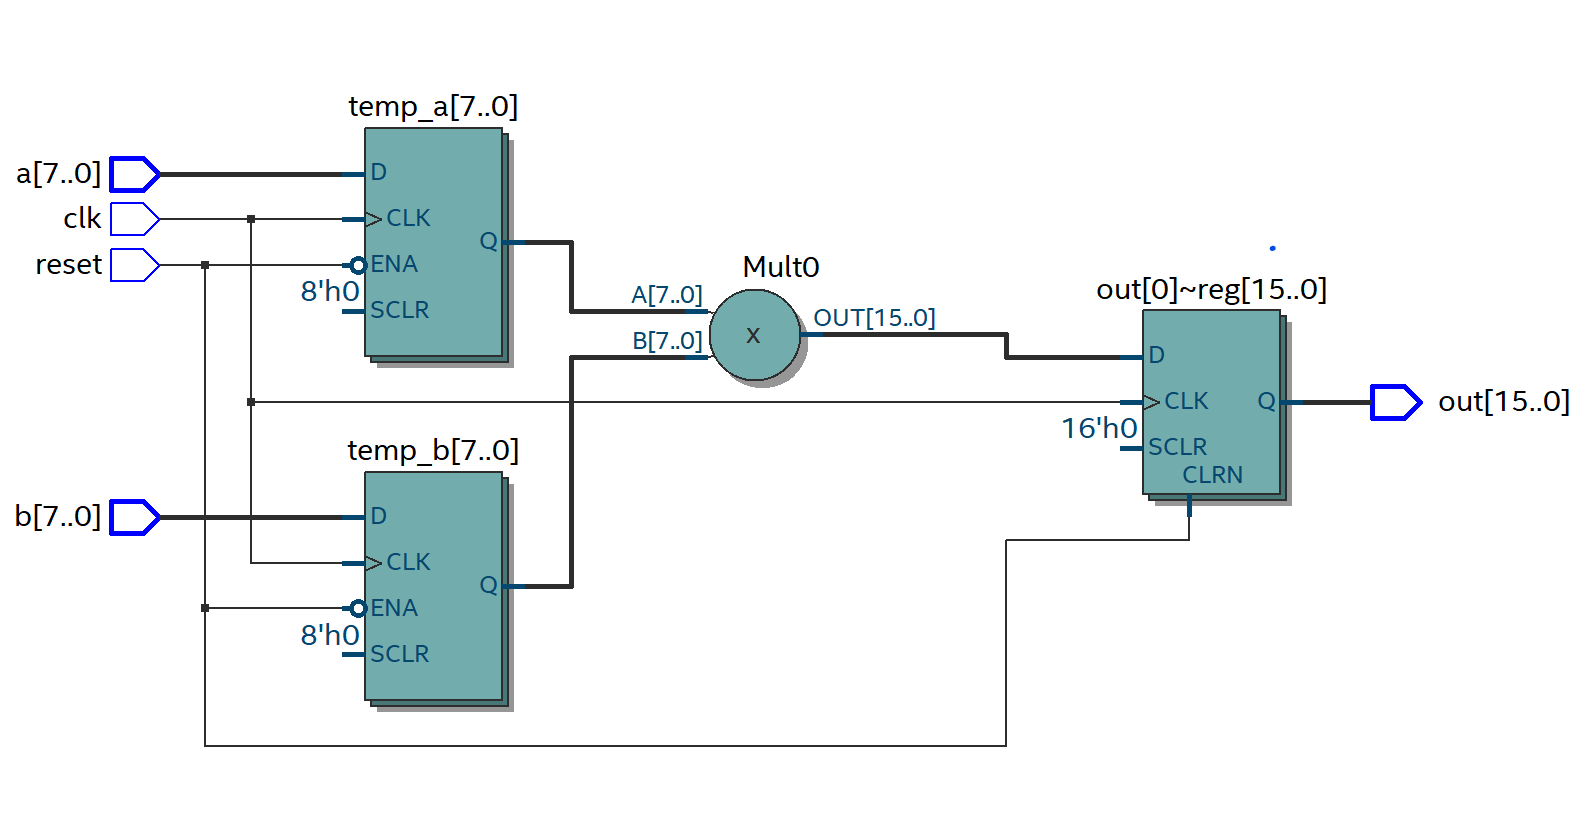 temp_a[7..0]
a[7..0]
D
clk
CLK
Q
reset
ENA
8'h0
SCLR
Mult0
A[7..0]
B[7..0]
x
OUT[15..0]
out[0]~reg[15..0]
D
CLK
Q
16'h0
SCLR
CLRN
out[15..0]
temp_b[7..0]
b[7..0]
D
CLK
Q
ENA
8'h0
SCLR